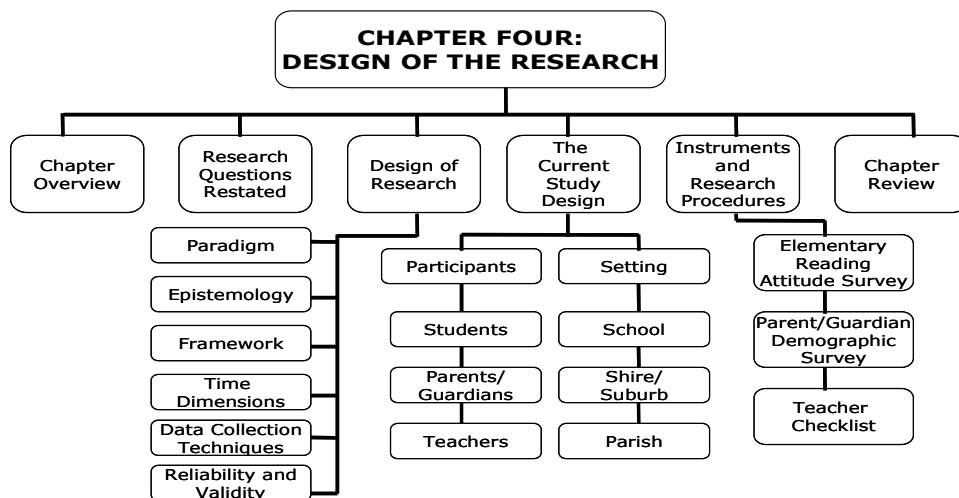 CHAPTER FOUR:
DESIGN OF THE RESEARCH
Chapter
Overview
Research
Questions
Restated
Design of
Research
The
Current
Study
Design
Instruments
and
Research
Procedures
Chapter
Review
Paradigm
Epistemology
Framework
Time
Dimensions
Data Collection
Techniques
Reliability and
Validity
Participants
Students
Parents/
Guardians
Teachers
Setting
School
Shire/
Suburb
Parish
Elementary
Reading
Attitude Survey
Parent/Guardian
Demographic
Survey
Teacher
Checklist